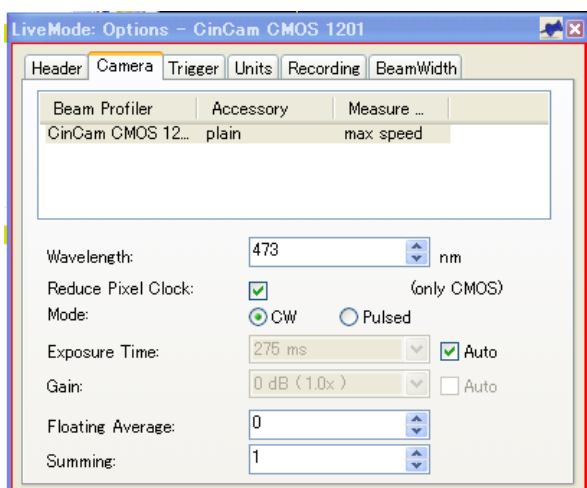 LiveMode: Options - CinCam CMOS 1201
Header Camera Trigger Units Recording BeamWidth
Beam Profiler Accessory Measure ...
CinCam CMOS 12... plain max speed
Wavelength: 473 nm
Reduce Pixel Clock: (only CMOS)
Mode: CW Pulsed
Exposure Time: 275 ms Auto
Gain: 0 dB (1.0x) Auto
Floating Average: 0
Summing: 1